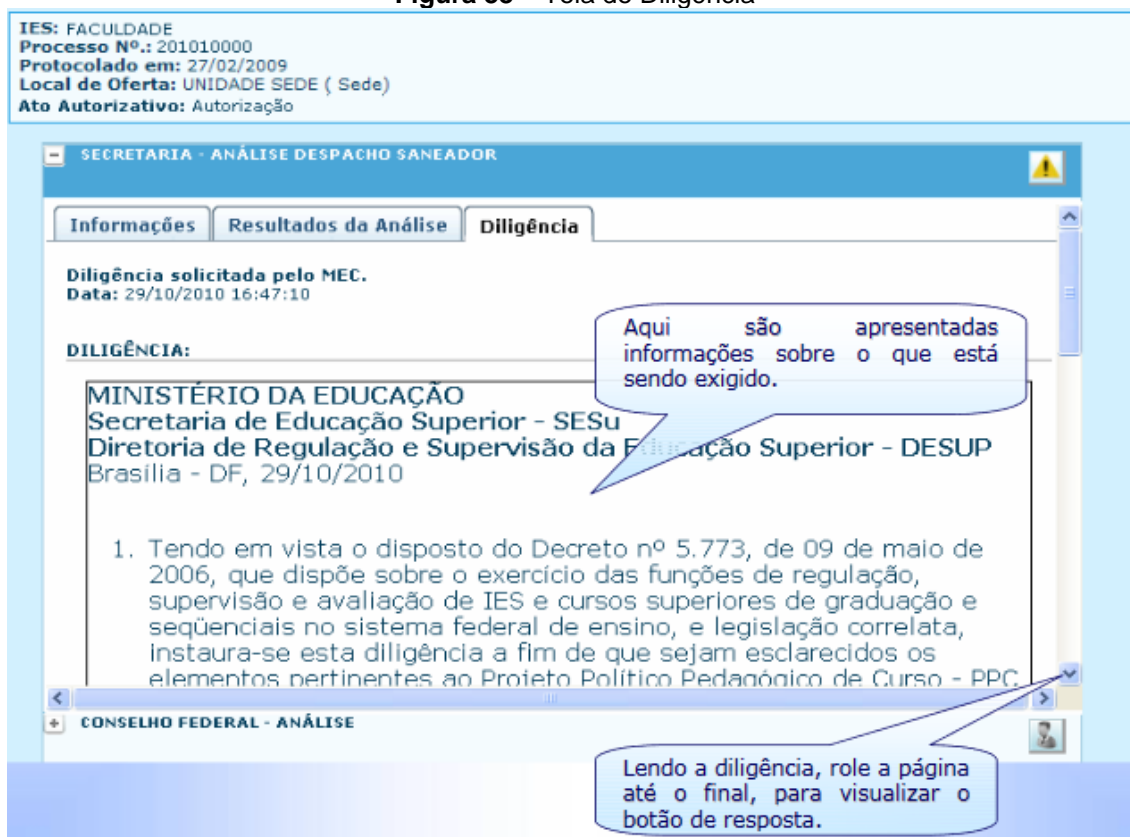 IES: FACULDADE
Processo Nº.: 201010000
Protocolado em: 27/02/2009
Local de Oferta: UNIDADE SEDE ( Sede)
Ato Autorizativo: Autorização
SECRETARIA - ANÁLISE DESPACHO SANEADOR
Informações Resultados da Análise Diligência
Diligência solicitada pelo MEC.
Data: 29/10/2010 16:47:10
DILIGÊNCIA:
Aqui são apresentadas
informações sobre o que está
sendo exigido.
MINISTÉRIO DA EDUCAÇÃO
Secretaria de Educação Superior - SESu
Diretoria de Regulação e Supervisão da Educação Superior - DESUP
Brasília - DF, 29/10/2010
1. Tendo em vista o disposto do Decreto nº 5.773, de 09 de maio de
2006, que dispõe sobre o exercício das funções de regulação,
supervisão e avaliação de IES e cursos superiores de graduação e
seqüenciais no sistema federal de ensino, e legislação correlata,
instaura-se esta diligência a fim de que sejam esclarecidos os
elementos pertinentes ao Projeto Político Pedagógico de Curso - PPC
CONSELHO FEDERAL - ANÁLISE
Lendo a diligência, role a página
até o final, para visualizar o
botão de resposta.